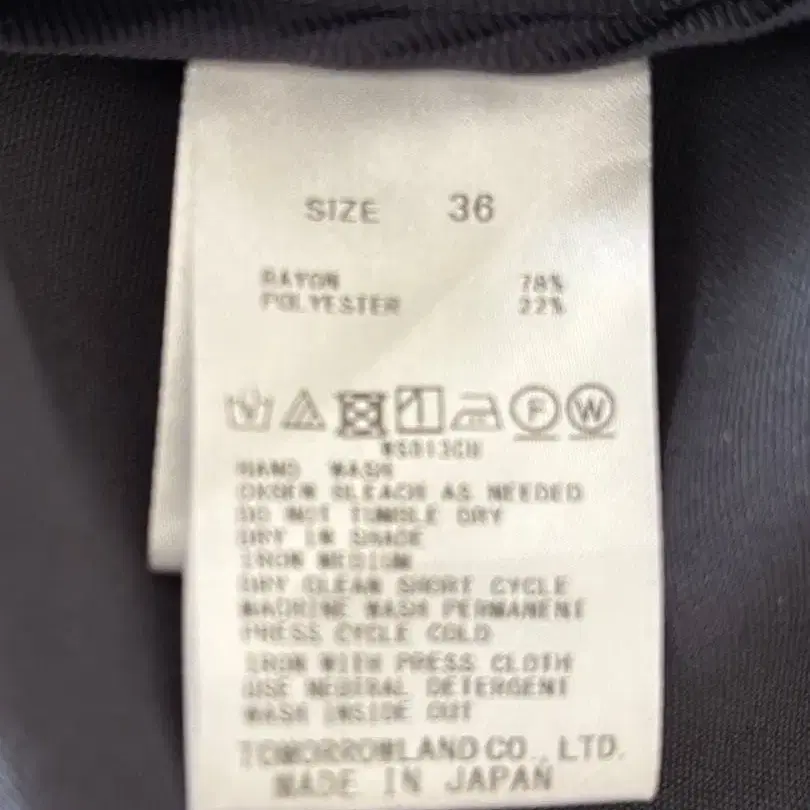 SIZE 36
RAYON 78%
POLYESTER 22%
F W
HAND WASH
BLEACH AS NEEDED
DO NOT TUMBLE DRY
DRY IN SHADE
IRON MEDIUM
DRY CLEAN SHORT CYCLE
MACHINE WASH PERMANENT
PRESS CYCLE COLD
IRON WITH PRESS CLOTH
USE NEUTRAL DETERGENT
WASH INSIDE OUT
TOMORROWLAND CO., LTD.
MADE IN JAPAN